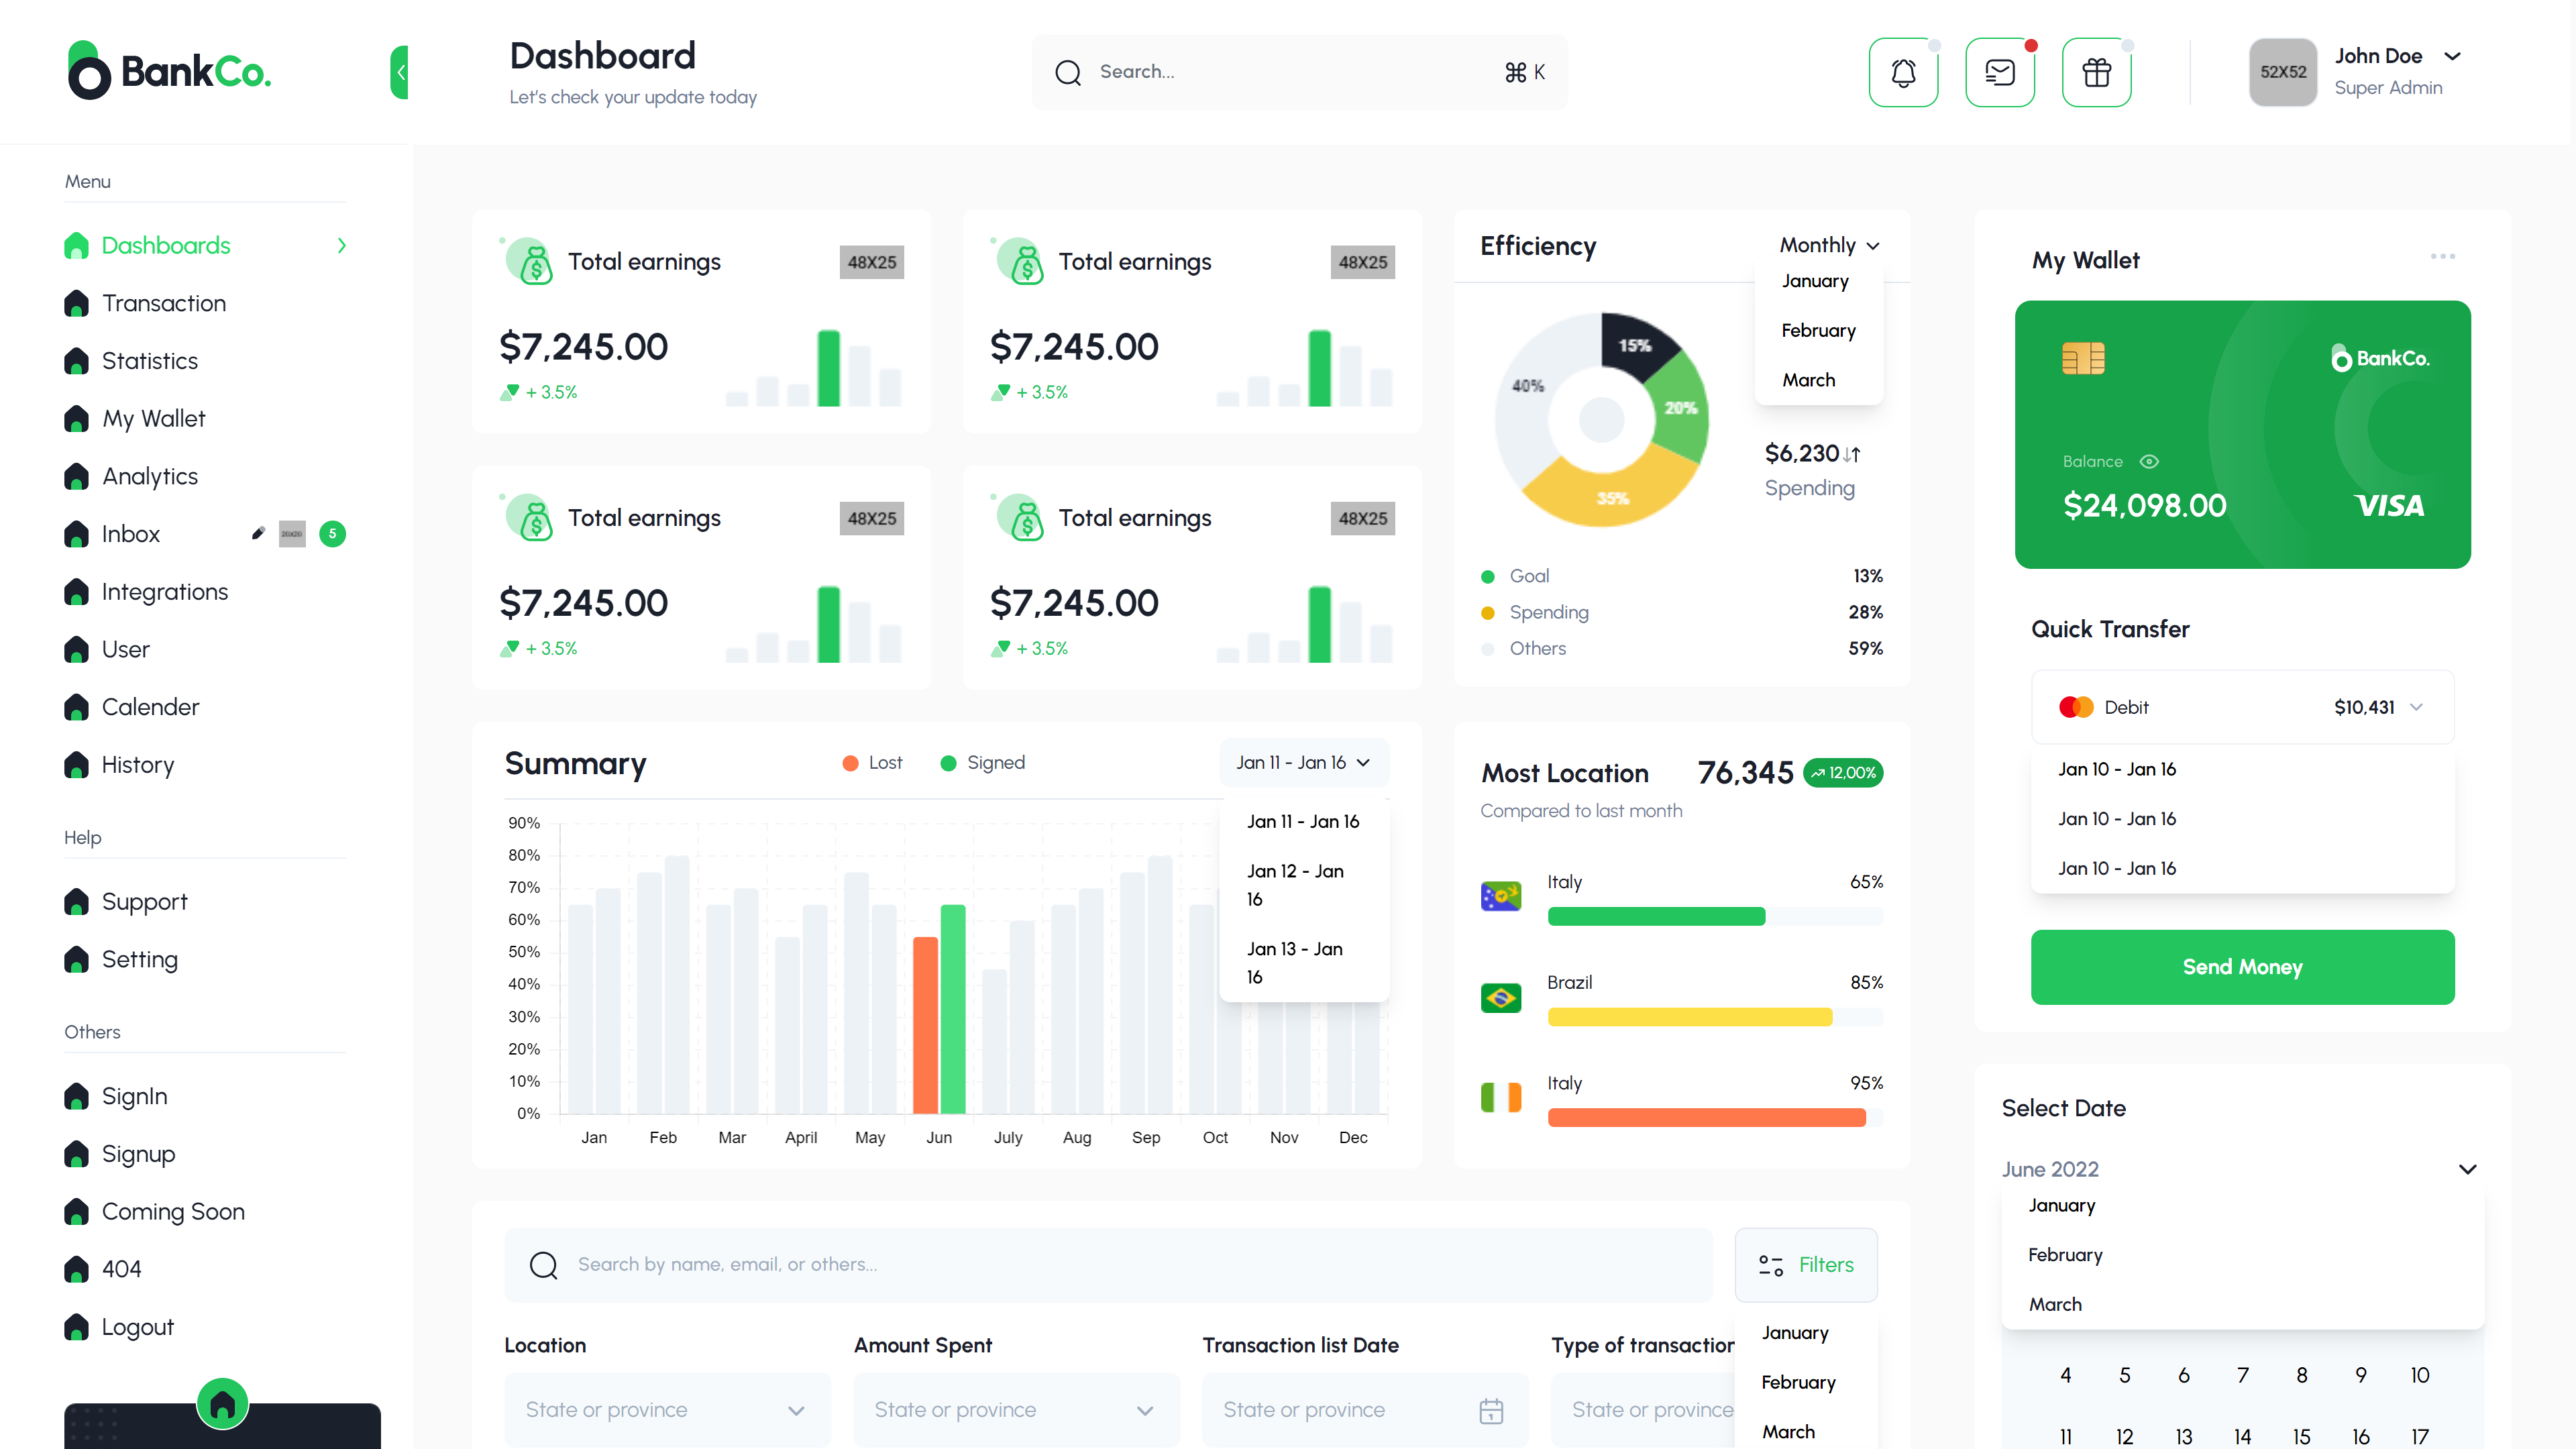 BankCo.
Dashboard
Let's check your update today
Search...
⌘ K
52X52
John Doe
Super Admin
Menu
Dashboards
Transaction
Statistics
My Wallet
Analytics
Inbox
20X20
5
Integrations
User
Calender
History
Help
Support
Setting
Others
SignIn
Signup
Coming Soon
404
Logout
Total earnings
48X25
$7,245.00
+ 3.5%
Total earnings
48X25
$7,245.00
+ 3.5%
Total earnings
48X25
$7,245.00
+ 3.5%
Total earnings
48X25
$7,245.00
+ 3.5%
Efficiency
Monthly
January
February
March
15%
20%
35%
40%
$6,230
Spending
Goal 13%
Spending 28%
Others 59%
Summary
Lost
Signed
Jan 11 - Jan 16
Jan 11 - Jan 16
Jan 12 - Jan
16
Jan 13 - Jan
16
90%
80%
70%
60%
50%
40%
30%
20%
10%
0%
Jan Feb Mar April May Jun July Aug Sep Oct Nov Dec
Most Location
76,345
12,00%
Compared to last month
Italy 65%
Brazil 85%
Italy 95%
Search by name, email, or others...
Filters
January
February
March
Location
State or province
Amount Spent
State or province
Transaction list Date
State or province
Type of transaction
State or province
My Wallet
BankCo.
Balance
$24,098.00
VISA
Quick Transfer
Debit $10,431
Jan 10 - Jan 16
Jan 10 - Jan 16
Jan 10 - Jan 16
Send Money
Select Date
June 2022
January
February
March
4 5 6 7 8 9 10
11 12 13 14 15 16 17